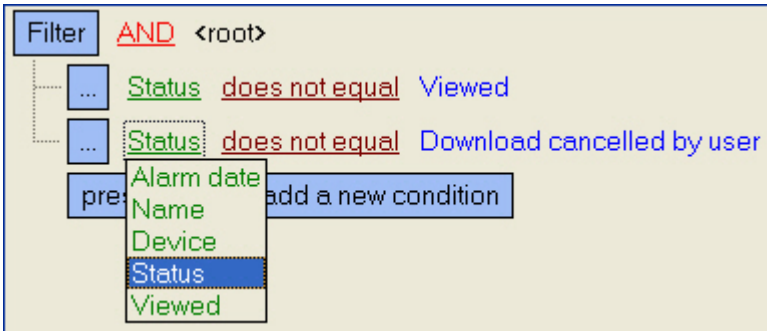 Filter AND <root>
... Status does not equal Viewed
... Status does not equal Download cancelled by user
pre add a new condition
Alarm date
Name
Device
Status
Viewed